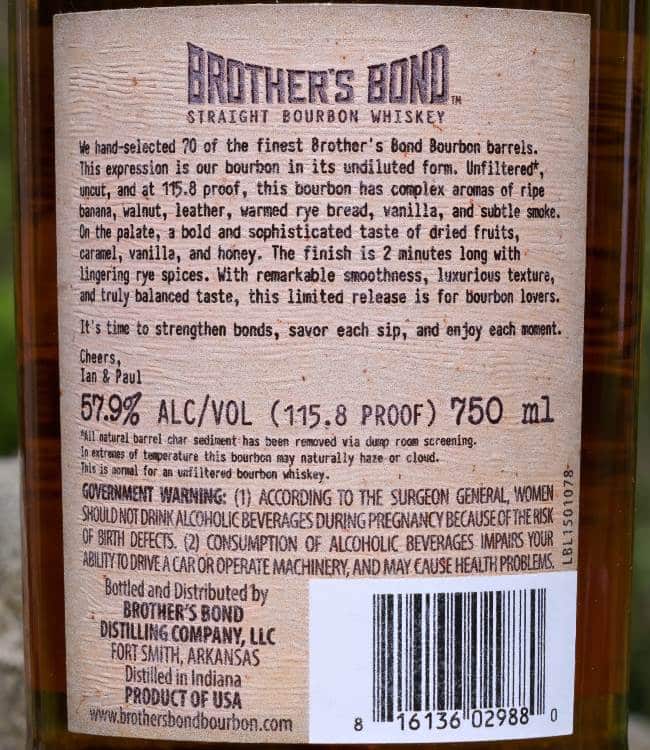 BROTHER'S BOND™
STRAIGHT BOURBON WHISKEY
We hand-selected 70 of the finest Brother's Bond Bourbon barrels.
This expression is our bourbon in its undiluted form. Unfiltered*,
uncut, and at 115.8 proof, this bourbon has complex aromas of ripe
banana, walnut, leather, warmed rye bread, vanilla, and subtle smoke.
On the palate, a bold and sophisticated taste of dried fruits,
caramel, vanilla, and honey. The finish is 2 minutes long with
lingering rye spices. With remarkable smoothness, luxurious texture,
and truly balanced taste, this limited release is for bourbon lovers.
It's time to strengthen bonds, savor each sip, and enjoy each moment.
Cheers,
Ian & Paul
57.9% ALC/VOL (115.8 PROOF) 750 ml
*All natural barrel char sediment has been removed via dump room screening.
In extremes of temperature this bourbon may naturally haze or cloud.
This is normal for an unfiltered bourbon whiskey.
GOVERNMENT WARNING: (1) ACCORDING TO THE SURGEON GENERAL, WOMEN
SHOULD NOT DRINK ALCOHOLIC BEVERAGES DURING PREGNANCY BECAUSE OF THE RISK
OF BIRTH DEFECTS. (2) CONSUMPTION OF ALCOHOLIC BEVERAGES IMPAIRS YOUR
ABILITY TO DRIVE A CAR OR OPERATE MACHINERY, AND MAY CAUSE HEALTH PROBLEMS.
LBL1501078
Bottled and Distributed by
BROTHER'S BOND
DISTILLING COMPANY, LLC
FORT SMITH, ARKANSAS
Distilled in Indiana
PRODUCT OF USA
www.brothersbondbourbon.com
8 16136 02988 0